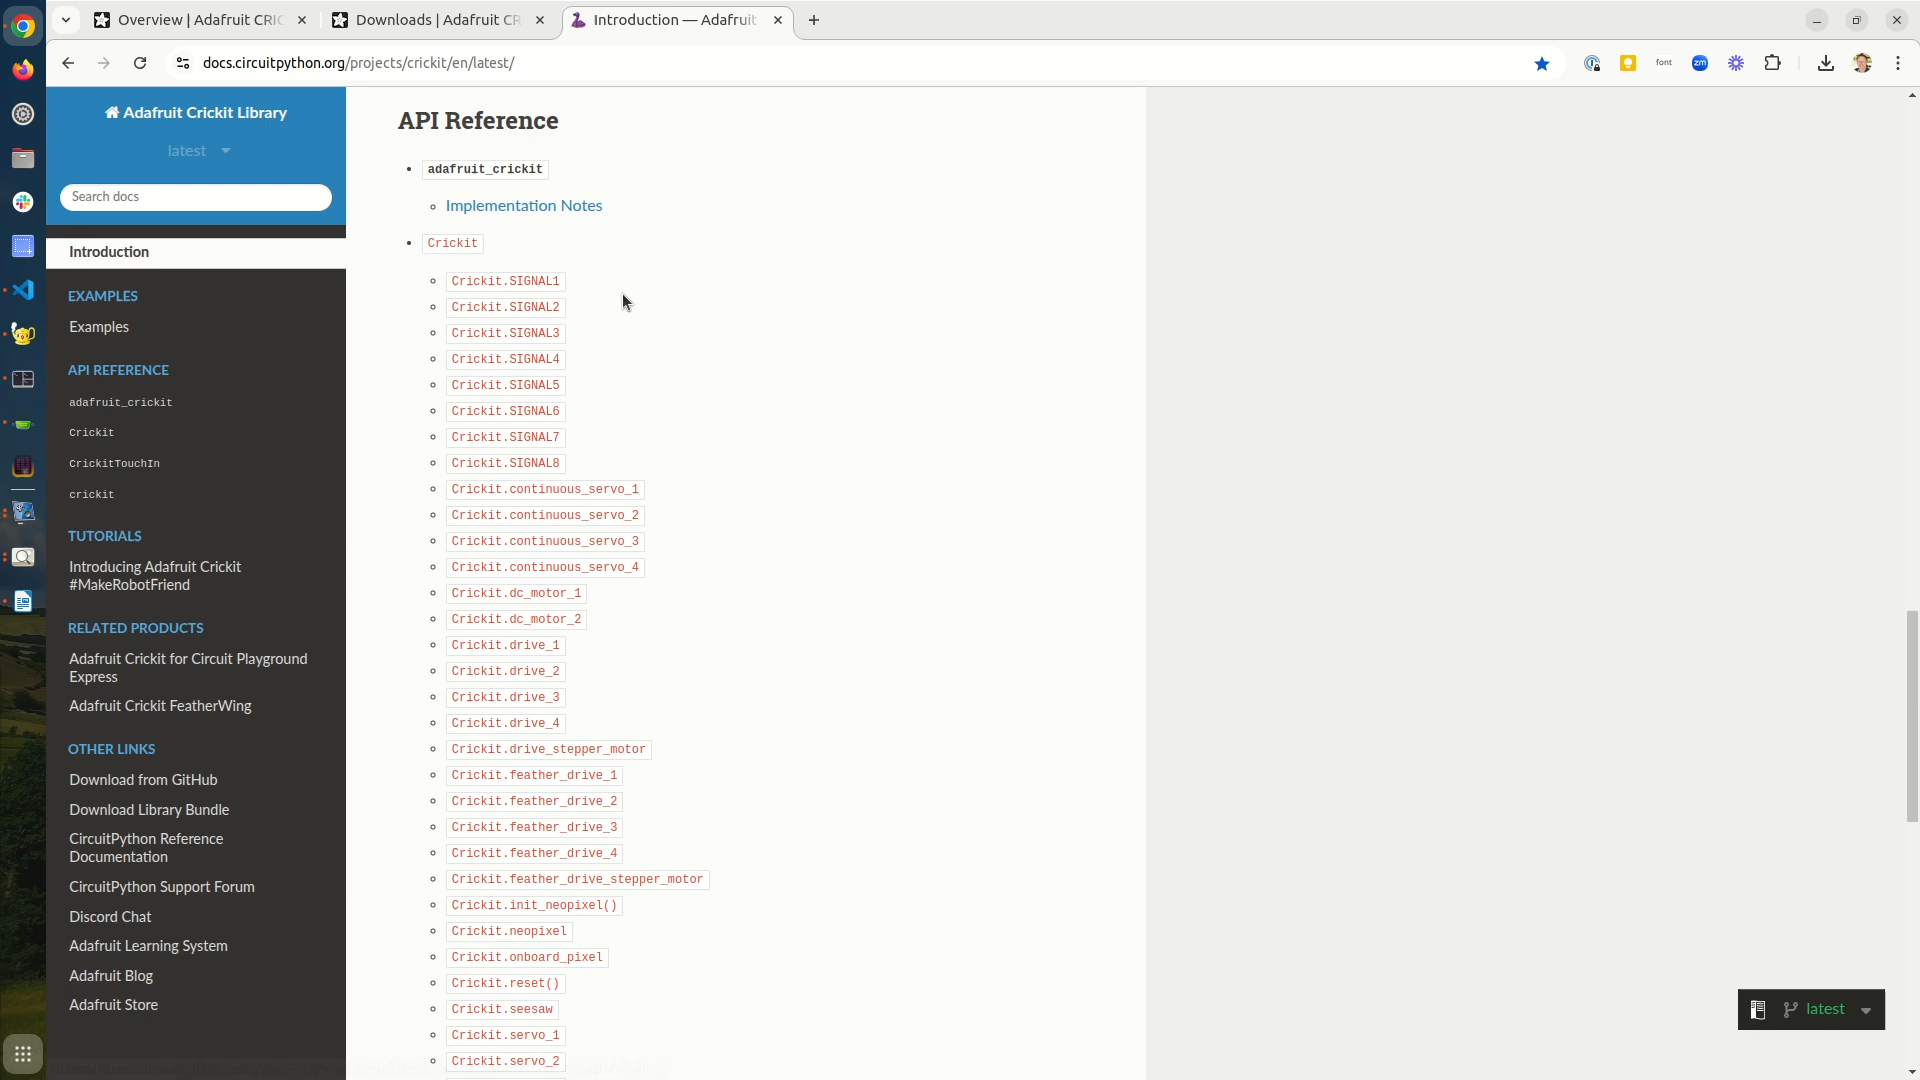 Overview | Adafruit CRIC
Downloads | Adafruit CR
Introduction — Adafruit
docs.circuitpython.org/projects/crickit/en/latest/
font
zm
Adafruit Crickit Library
latest
Search docs
Introduction
EXAMPLES
Examples
API REFERENCE
adafruit_crickit
Crickit
CrickitTouchIn
crickit
TUTORIALS
Introducing Adafruit Crickit
#MakeRobotFriend
RELATED PRODUCTS
Adafruit Crickit for Circuit Playground
Express
Adafruit Crickit FeatherWing
OTHER LINKS
Download from GitHub
Download Library Bundle
CircuitPython Reference
Documentation
CircuitPython Support Forum
Discord Chat
Adafruit Learning System
Adafruit Blog
Adafruit Store
API Reference
adafruit_crickit
Implementation Notes
Crickit
Crickit.SIGNAL1
Crickit.SIGNAL2
Crickit.SIGNAL3
Crickit.SIGNAL4
Crickit.SIGNAL5
Crickit.SIGNAL6
Crickit.SIGNAL7
Crickit.SIGNAL8
Crickit.continuous_servo_1
Crickit.continuous_servo_2
Crickit.continuous_servo_3
Crickit.continuous_servo_4
Crickit.dc_motor_1
Crickit.dc_motor_2
Crickit.drive_1
Crickit.drive_2
Crickit.drive_3
Crickit.drive_4
Crickit.drive_stepper_motor
Crickit.feather_drive_1
Crickit.feather_drive_2
Crickit.feather_drive_3
Crickit.feather_drive_4
Crickit.feather_drive_stepper_motor
Crickit.init_neopixel()
Crickit.neopixel
Crickit.onboard_pixel
Crickit.reset()
Crickit.seesaw
Crickit.servo_1
Crickit.servo_2
latest